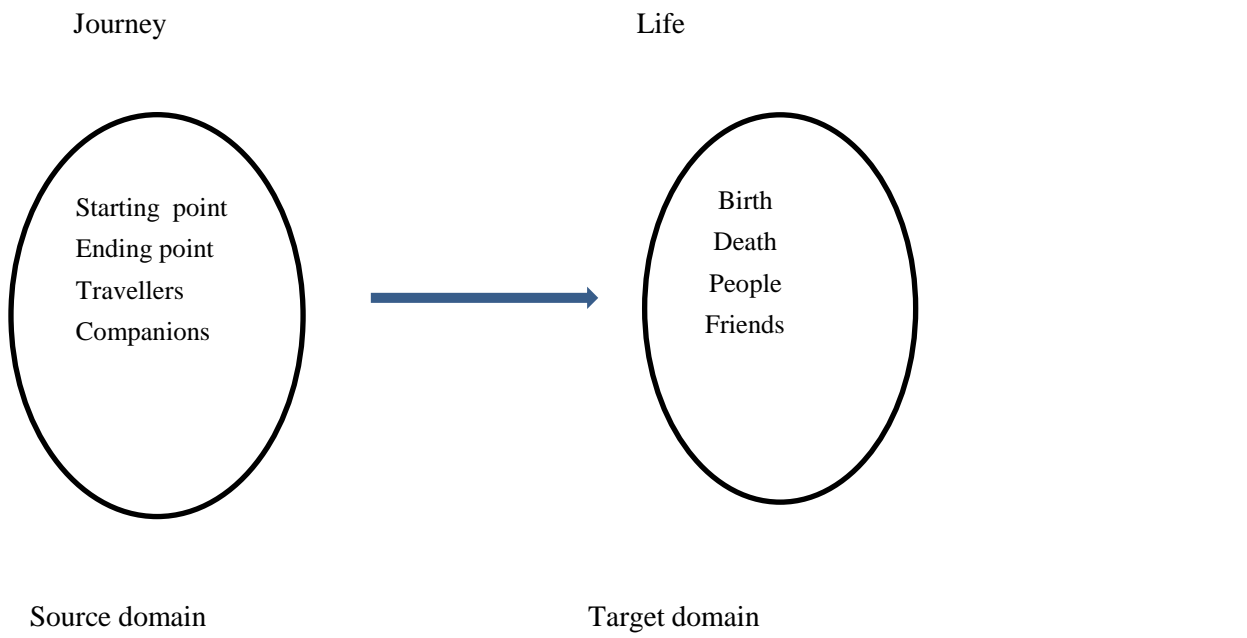 Journey
Life
Starting point
Ending point
Travellers
Companions
Birth
Death
People
Friends
Source domain
Target domain